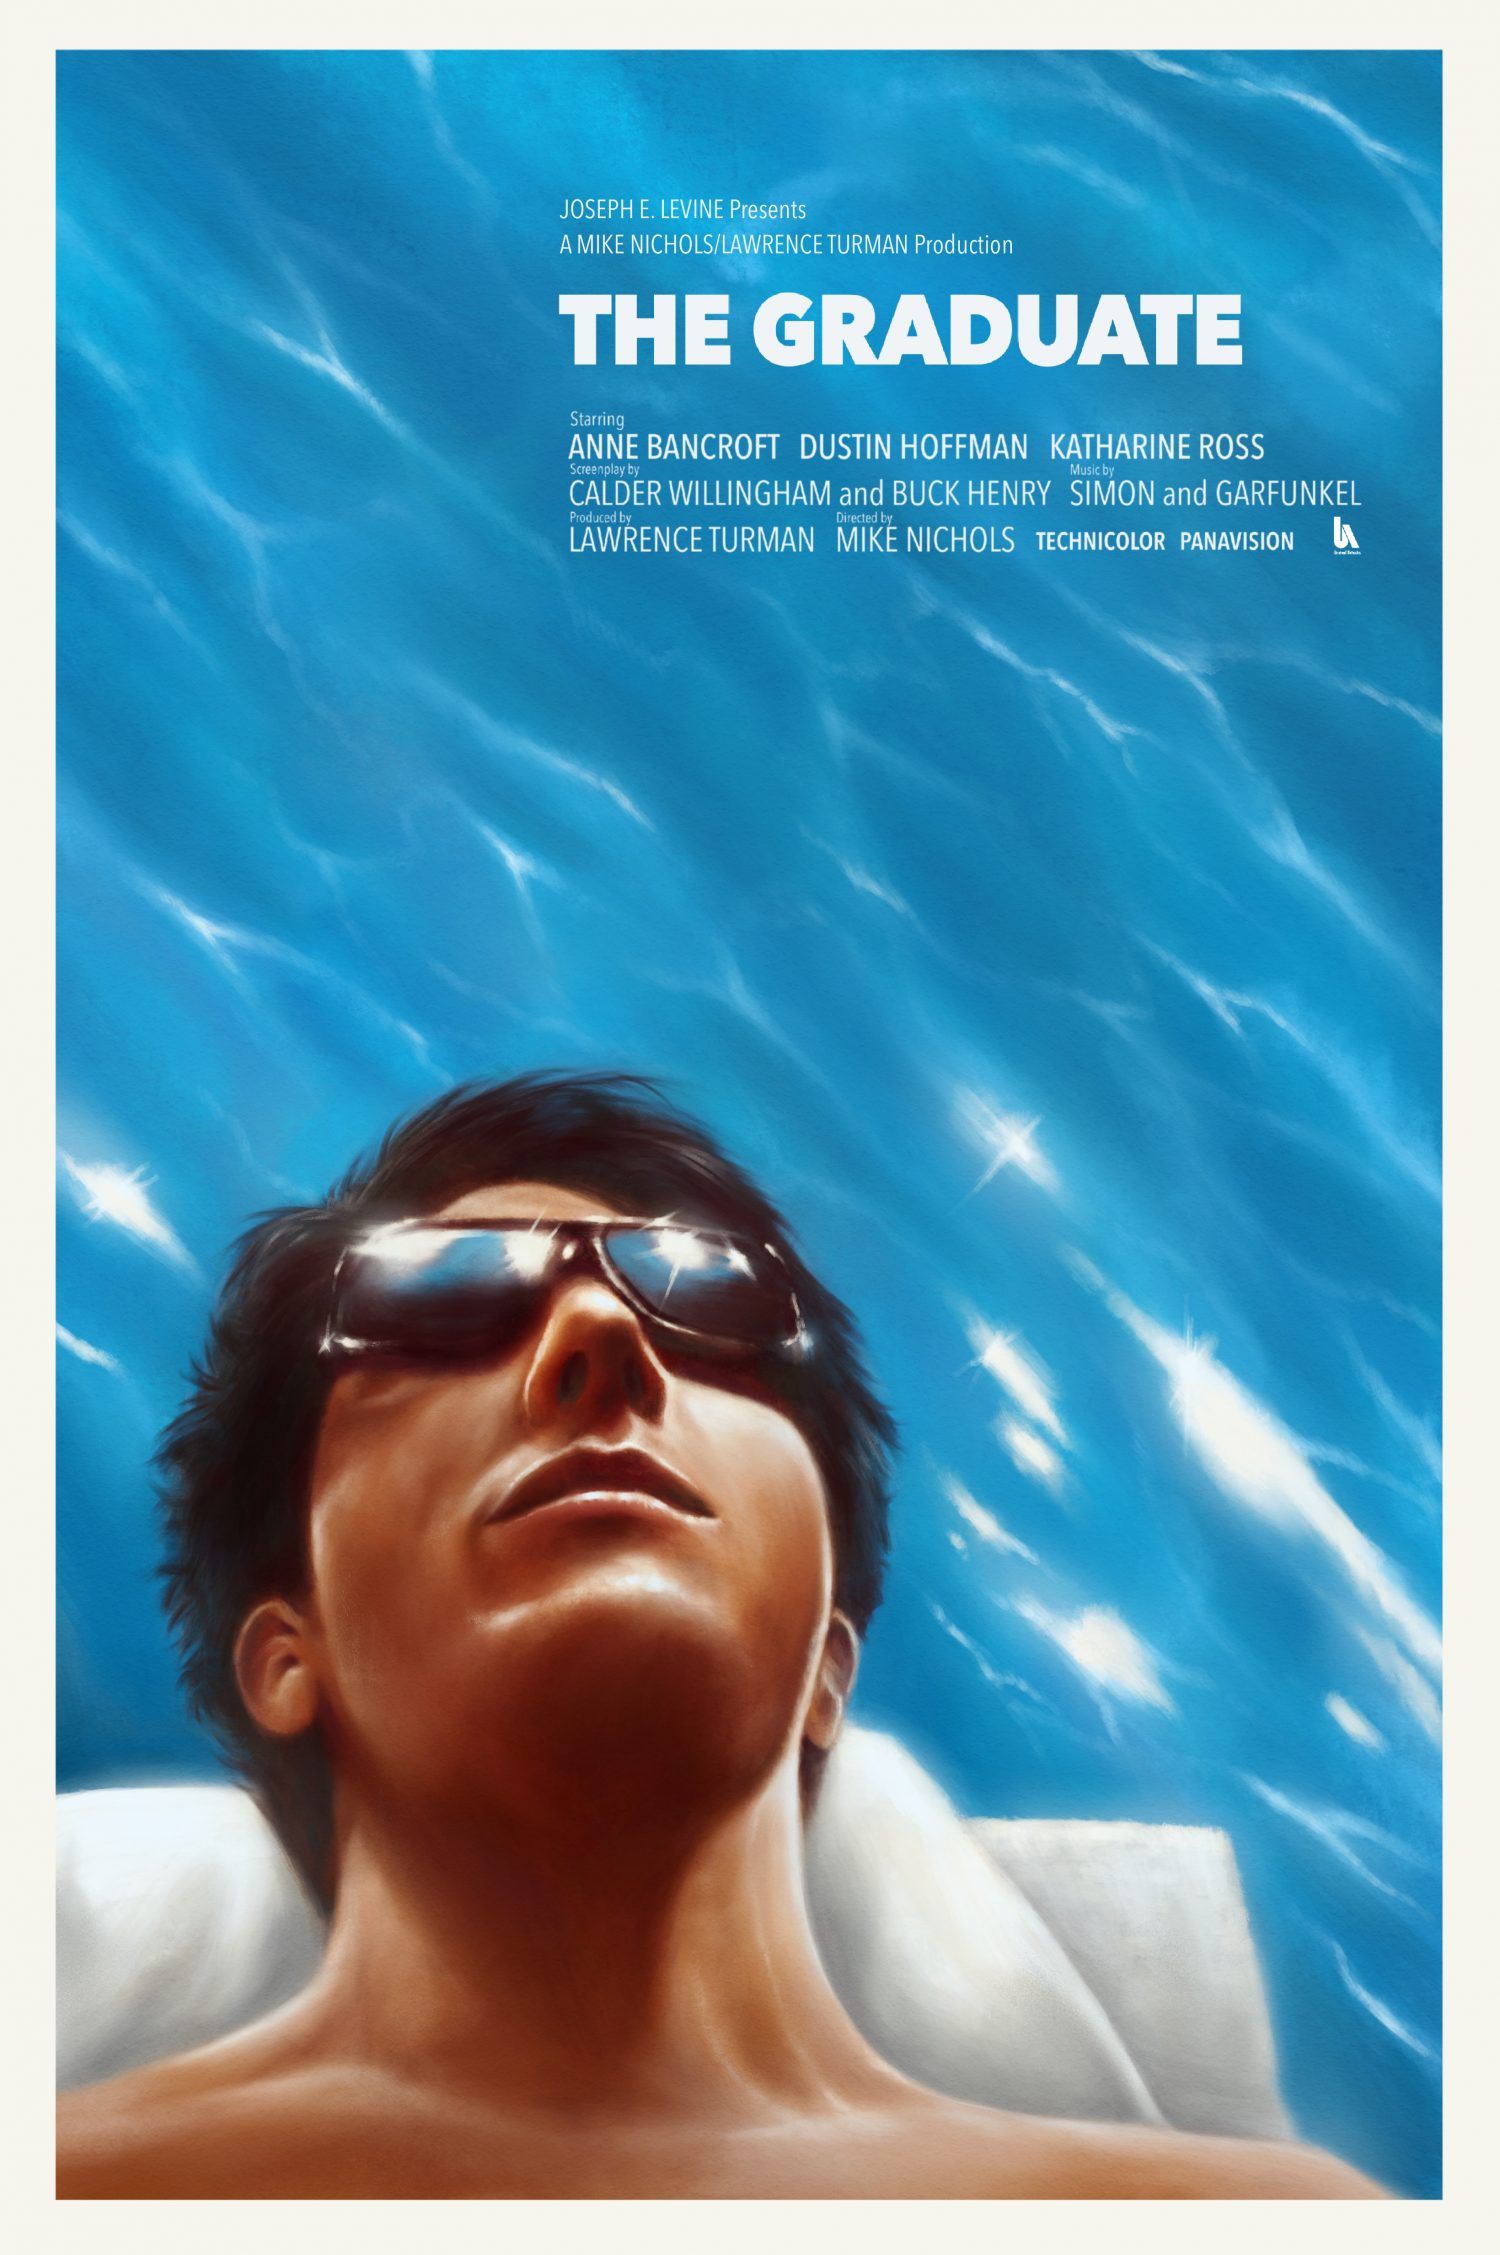 JOSEPH E. LEVINE Presents
A MIKE NICHOLS/LAWRENCE TURMAN Production
THE GRADUATE
Starring
ANNE BANCROFT DUSTIN HOFFMAN KATHARINE ROSS
Screenplay by Music by
CALDER WILLINGHAM and BUCK HENRY SIMON and GARFUNKEL
Produced by Directed by
LAWRENCE TURMAN MIKE NICHOLS TECHNICOLOR PANAVISION
United Artists